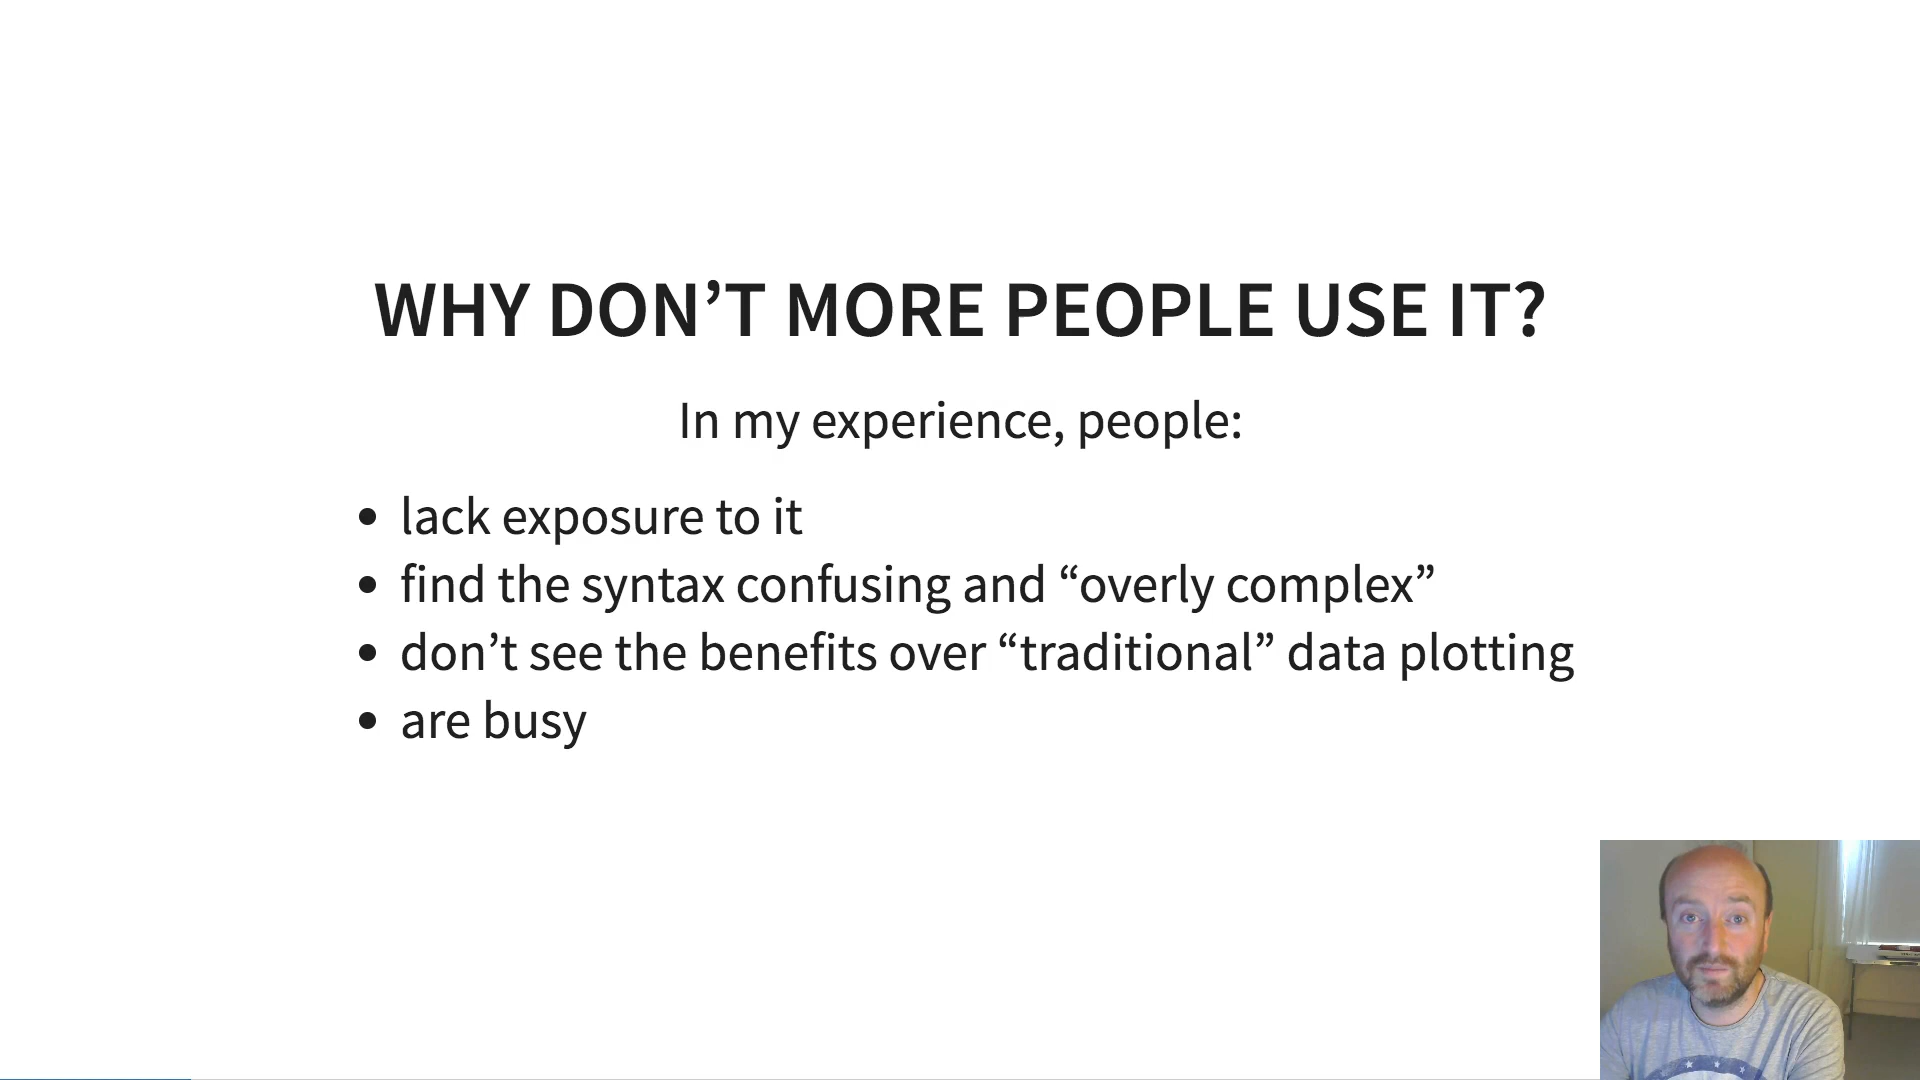 WHY DON’T MORE PEOPLE USE IT?
In my experience, people:
• lack exposure to it
• find the syntax confusing and “overly complex”
• don’t see the benefits over “traditional” data plotting
• are busy